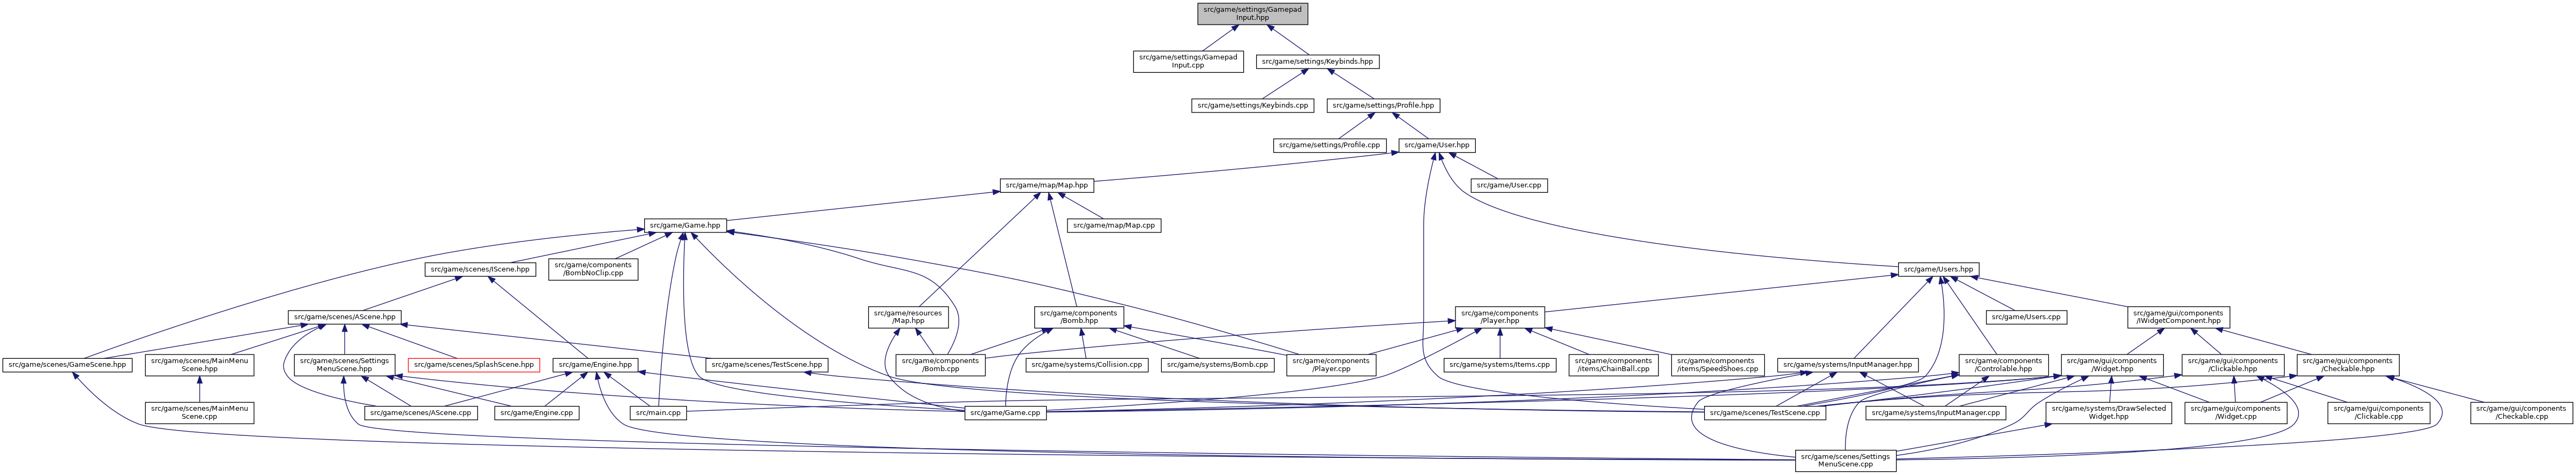 src/game/settings/Gamepad
Input.hpp
src/game/settings/Gamepad
Input.cpp
src/game/settings/Keybinds.hpp
src/game/settings/Keybinds.cpp
src/game/settings/Profile.hpp
src/game/settings/Profile.cpp
src/game/User.hpp
src/game/map/Map.hpp
src/game/User.cpp
src/game/Game.hpp
src/game/map/Map.cpp
src/game/scenes/IScene.hpp
src/game/components
/BombNoClip.cpp
src/game/Users.hpp
src/game/scenes/AScene.hpp
src/game/resources
/Map.hpp
src/game/components
/Bomb.hpp
src/game/components
/Player.hpp
src/game/Users.cpp
src/game/gui/components
/IWidgetComponent.hpp
src/game/scenes/GameScene.hpp
src/game/scenes/MainMenu
Scene.hpp
src/game/scenes/Settings
MenuScene.hpp
src/game/scenes/SplashScene.hpp
src/game/Engine.hpp
src/game/scenes/TestScene.hpp
src/game/components
/Bomb.cpp
src/game/systems/Collision.cpp
src/game/systems/Bomb.cpp
src/game/components
/Player.cpp
src/game/systems/Items.cpp
src/game/components
/items/ChainBall.cpp
src/game/components
/items/SpeedShoes.cpp
src/game/systems/InputManager.hpp
src/game/components
/Controlable.hpp
src/game/gui/components
/Widget.hpp
src/game/gui/components
/Clickable.hpp
src/game/gui/components
/Checkable.hpp
src/game/scenes/MainMenu
Scene.cpp
src/game/scenes/AScene.cpp
src/game/Engine.cpp
src/main.cpp
src/game/Game.cpp
src/game/scenes/TestScene.cpp
src/game/systems/InputManager.cpp
src/game/systems/DrawSelected
Widget.hpp
src/game/gui/components
/Widget.cpp
src/game/gui/components
/Clickable.cpp
src/game/gui/components
/Checkable.cpp
src/game/scenes/Settings
MenuScene.cpp